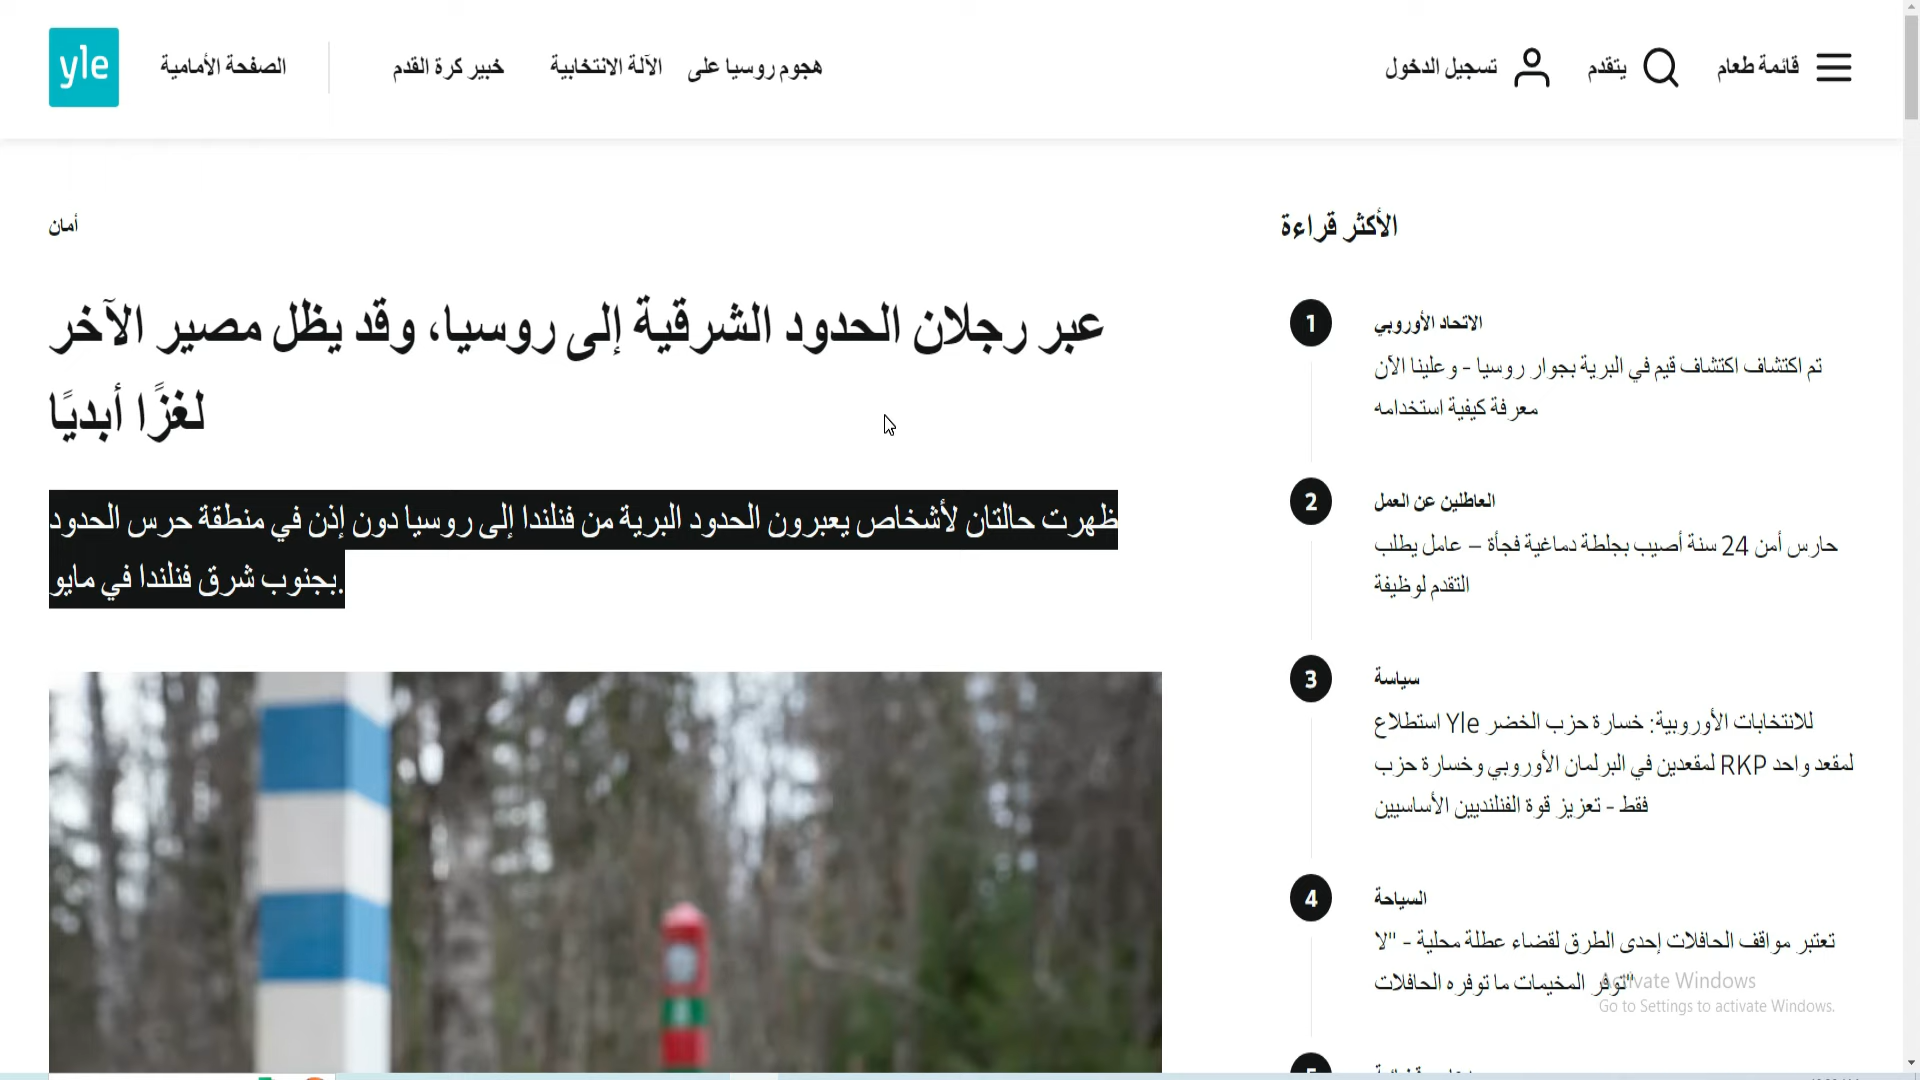 yle
الصفحة الأمامية
خبير كرة القدم
الآلة الانتخابية
هجوم روسيا على
تسجيل الدخول
يتقدم
قائمة طعام
أمان
عبر رجلان الحدود الشرقية إلى روسيا، وقد يظل مصير الآخر
لغزًا أبديًا
ظهرت حالتان لأشخاص يعبرون الحدود البرية من فنلندا إلى روسيا دون إذن في منطقة حرس الحدود
بجنوب شرق فنلندا في مايو.
الأكثر قراءة
1
الاتحاد الأوروبي
تم اكتشاف اكتشاف قيم في البرية بجوار روسيا - وعلينا الآن
معرفة كيفية استخدامه
2
العاطلين عن العمل
حارس أمن 24 سنة أصيب بجلطة دماغية فجأة – عامل يطلب
التقدم لوظيفة
3
سياسة
استطلاع Yle للانتخابات الأوروبية: خسارة حزب الخضر
لمقعدين في البرلمان الأوروبي وخسارة حزب RKP لمقعد واحد
فقط - تعزيز قوة الفنلنديين الأساسيين
4
السياحة
تعتبر مواقف الحافلات إحدى الطرق لقضاء عطلة محلية - "لا
توفر المخيمات ما توفره الحافلات"
Activate Windows
Go to Settings to activate Windows.